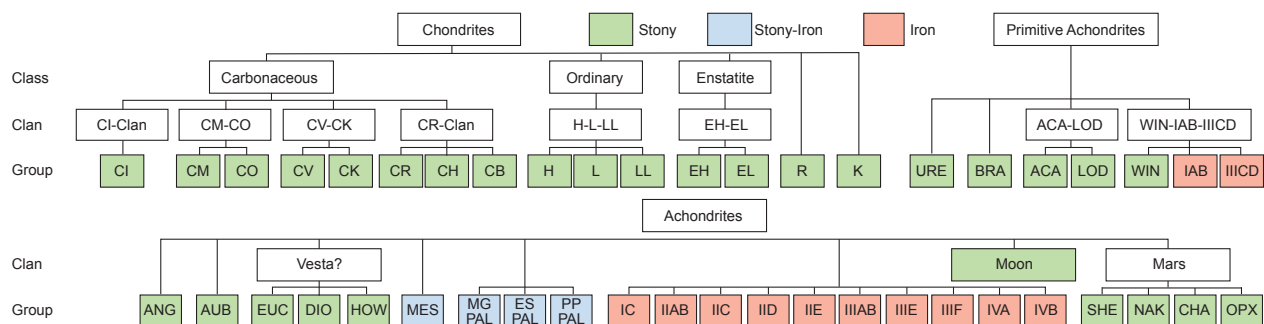 Chondrites Stony Stony-Iron Iron Primitive Achondrites
Class Carbonaceous Ordinary Enstatite
Clan CI-Clan CM-CO CV-CK CR-Clan H-L-LL EH-EL ACA-LOD WIN-IAB-IIICD
Group CI CM CO CV CK CR CH CB H L LL EH EL R K URE BRA ACA LOD WIN IAB IIICD
Achondrites
Clan Vesta? Moon Mars
Group ANG AUB EUC DIO HOW MES MG PAL ES PAL PP PAL IC IIAB IIC IID IIE IIIAB IIIE IIIF IVA IVB SHE NAK CHA OPX